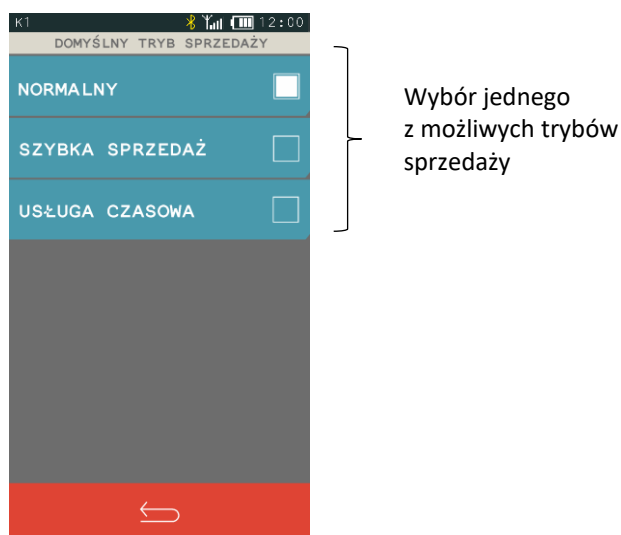 K1 12:00
DOMYŚLNY TRYB SPRZEDAŻY
NORMALNY
SZYBKA SPRZEDAŻ
USŁUGA CZASOWA
Wybór jednego
z możliwych trybów
sprzedaży